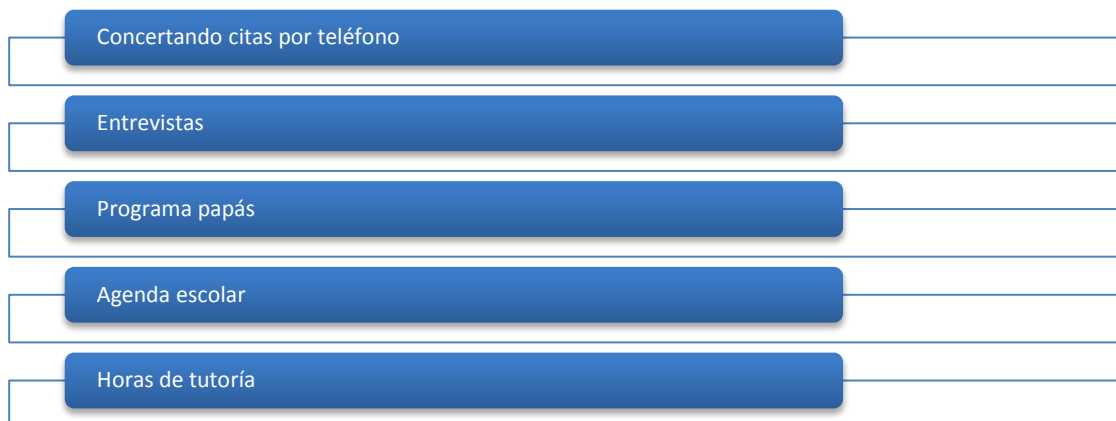 Concertando citas por teléfono
Entrevistas
Programa papás
Agenda escolar
Horas de tutoría